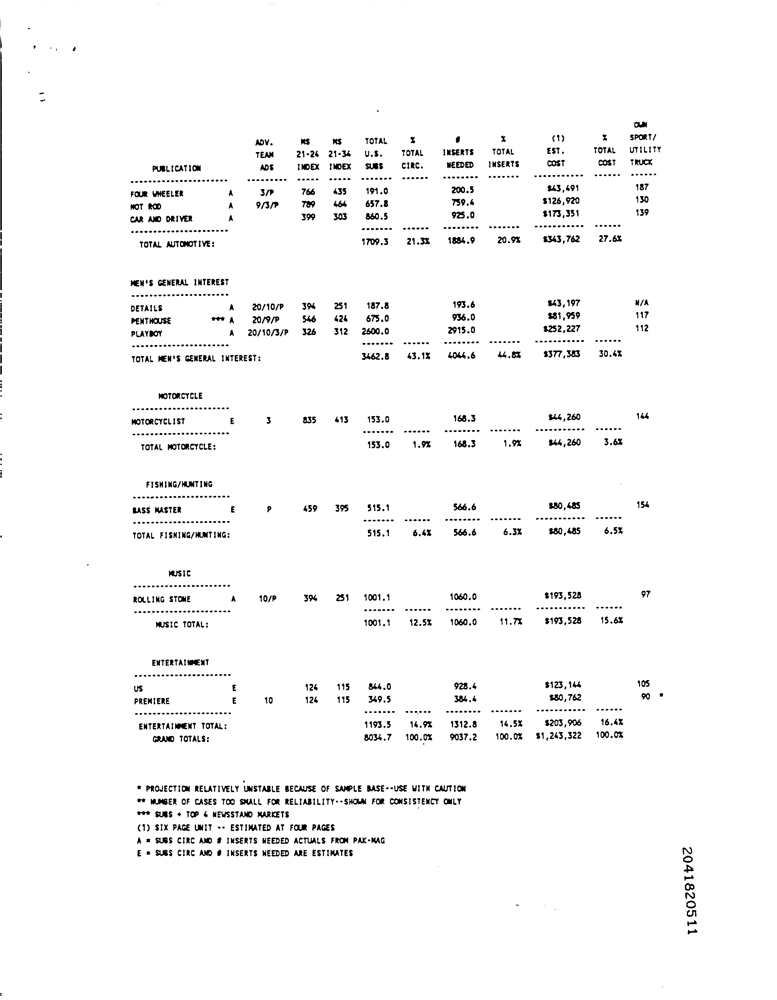 OWN
ADV. MS MS TOTAL % # % (1) % SPORT/
TEAM 21-24 21-34 U.S. TOTAL INSERTS TOTAL EST. TOTAL UTILITY
PUBLICATION ADS INDEX INDEX SUBS CIRC. NEEDED INSERTS COST COST TRUCK
FOUR WHEELER A 3/P 766 435 191.0 200.5 $43,491 187
HOT ROD A 9/3/P 789 464 657.8 759.4 $126,920 130
CAR AND DRIVER A 399 303 860.5 925.0 $173,351 139
TOTAL AUTOMOTIVE: 1709.3 21.3% 1884.9 20.9% $343,762 27.6%
MEN'S GENERAL INTEREST
DETAILS A 20/10/P 394 251 187.8 193.6 $43,197 N/A
PENTHOUSE *** A 20/9/P 546 424 675.0 936.0 $81,959 117
PLAYBOY A 20/10/3/P 326 312 2600.0 2915.0 $252,227 112
TOTAL MEN'S GENERAL INTEREST: 3462.8 43.1% 4044.6 44.8% $377,383 30.4%
MOTORCYCLE
MOTORCYCLIST E 3 835 413 153.0 168.3 $44,260 144
TOTAL MOTORCYCLE: 153.0 1.9% 168.3 1.9% $44,260 3.6%
FISHING/HUNTING
BASS MASTER E P 459 395 515.1 566.6 $80,485 154
TOTAL FISHING/HUNTING: 515.1 6.4% 566.6 6.3% $80,485 6.5%
MUSIC
ROLLING STONE A 10/P 394 251 1001.1 1060.0 $193,528 97
MUSIC TOTAL: 1001.1 12.5% 1060.0 11.7% $193,528 15.6%
ENTERTAINMENT
US E 124 115 844.0 928.4 $123,144 105
PREMIERE E 10 124 115 349.5 384.4 $80,762 90 *
ENTERTAINMENT TOTAL: 1193.5 14.9% 1312.8 14.5% $203,906 16.4%
GRAND TOTALS: 8034.7 100.0% 9037.2 100.0% $1,243,322 100.0%
* PROJECTION RELATIVELY UNSTABLE BECAUSE OF SAMPLE BASE--USE WITH CAUTION
** NUMBER OF CASES TOO SMALL FOR RELIABILITY--SHOWN FOR CONSISTENCY ONLY
*** SUBS + TOP 4 NEWSSTAND MARKETS
(1) SIX PAGE UNIT -- ESTIMATED AT FOUR PAGES
A = SUBS CIRC AND # INSERTS NEEDED ACTUALS FROM PAK-MAG
E = SUBS CIRC AND # INSERTS NEEDED ARE ESTIMATES
2041820511